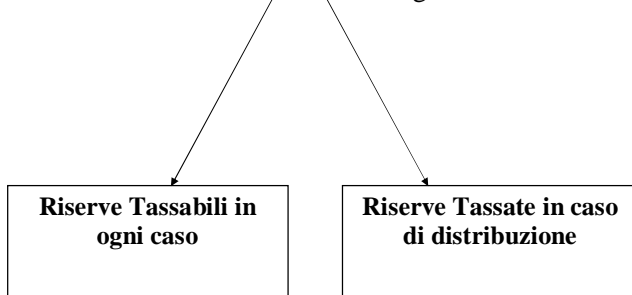 Riserve Tassabili in
ogni caso
Riserve Tassate in caso
di distribuzione